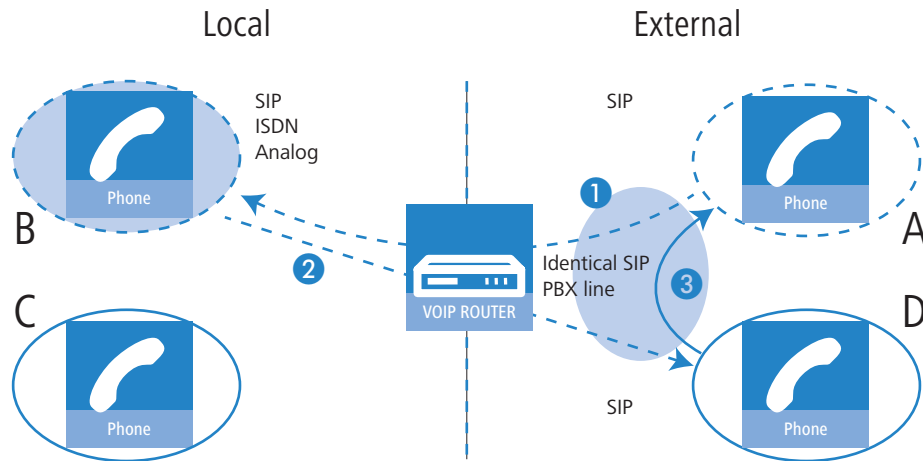 Local
External
SIP
ISDN
Analog
SIP
Phone
Phone
B
A
1
2
Identical SIP
PBX line
3
VOIP ROUTER
C
D
SIP
Phone
Phone